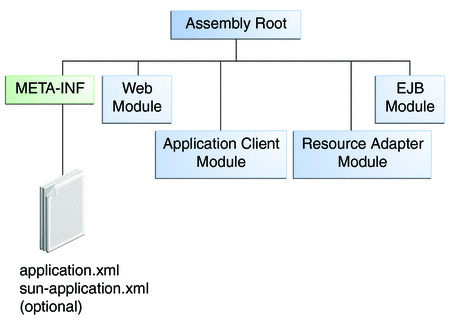 Assembly Root
META-INF
Web
Module
EJB
Module
Application Client
Module
Resource Adapter
Module
application.xml
sun-application.xml
(optional)